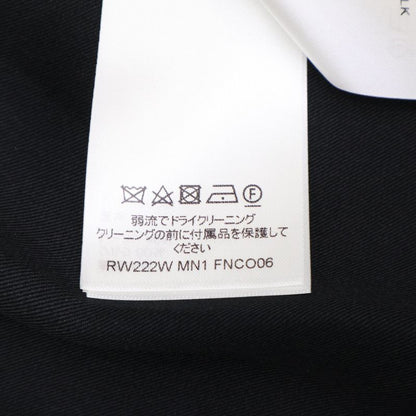 LK
F
弱流でドライクリーニング
クリーニングの前に付属品を保護して
ください
RW222W MN1 FNCO06